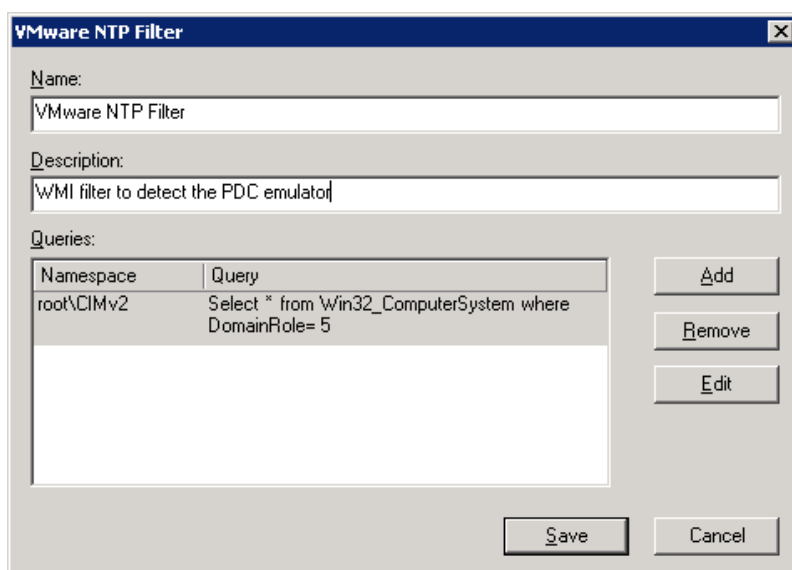 VMware NTP Filter
Name:
VMware NTP Filter
Description:
WMI filter to detect the PDC emulator
Queries:
Namespace Query
root\CIMv2 Select * from Win32_ComputerSystem where
DomainRole= 5
Add
Remove
Edit
Save Cancel